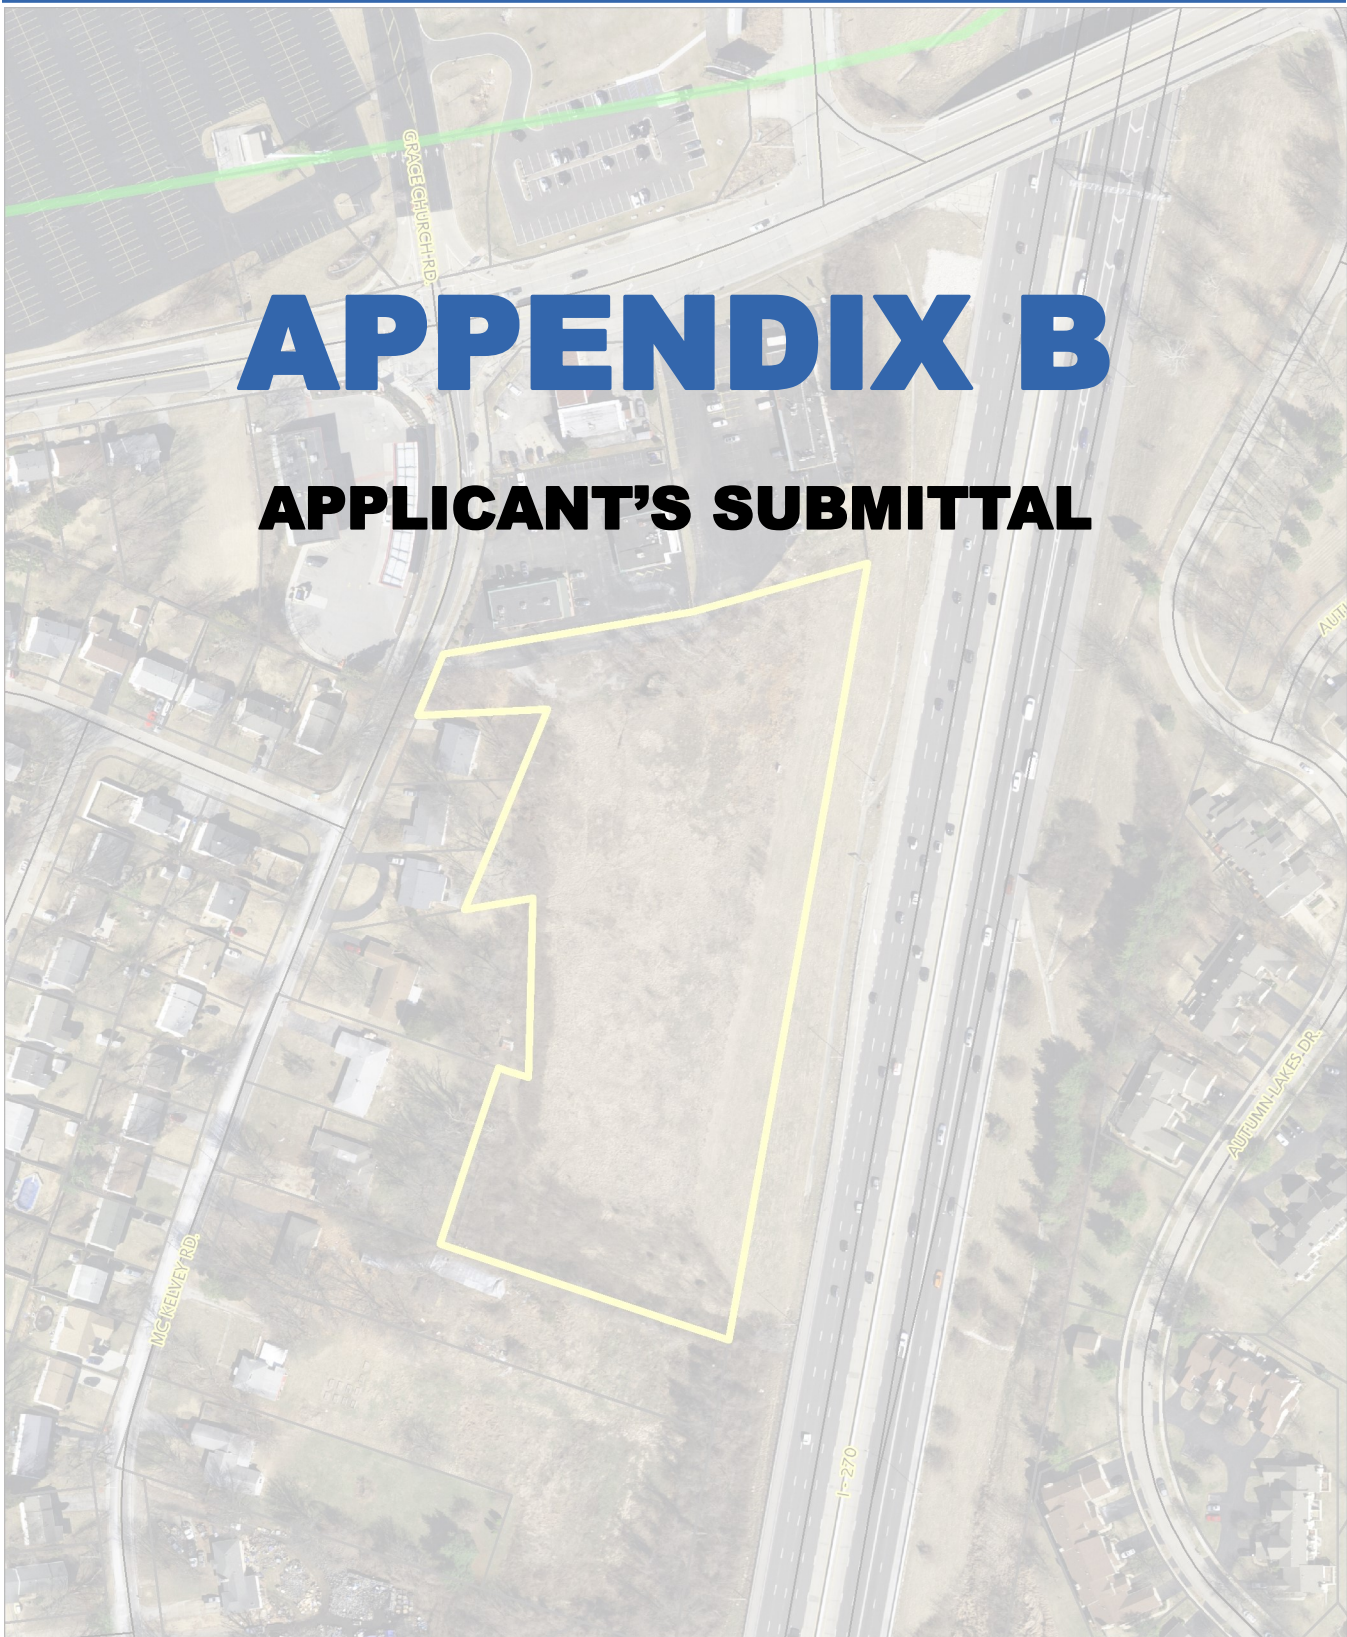 GRACE CHURCH RD.
APPENDIX B
APPLICANT’S SUBMITTAL
AUTUMN LAKES DR.
MC KELVEY RD.
I - 270